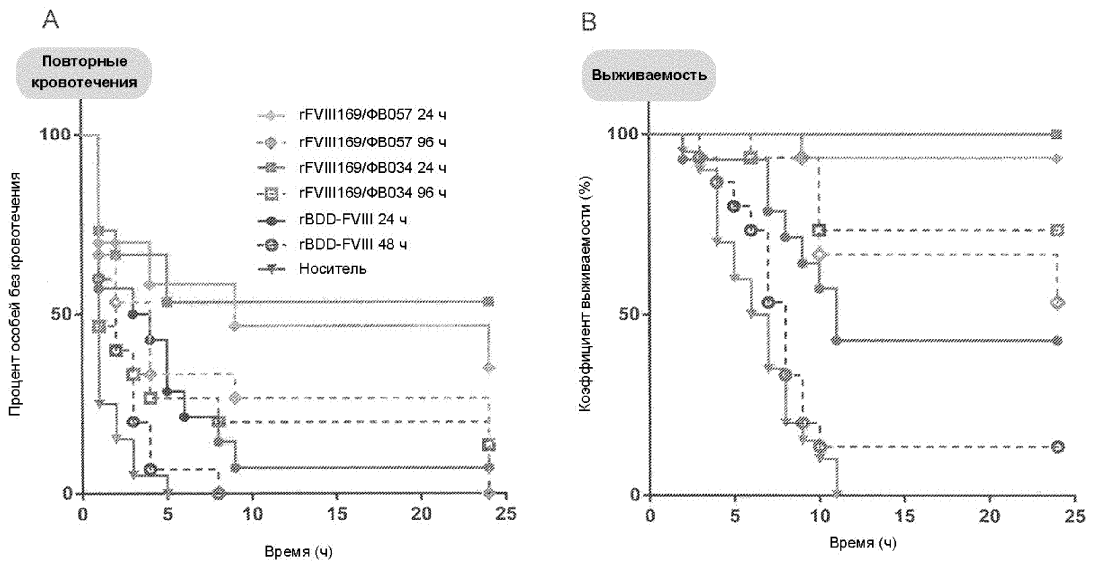 A
Повторные
кровотечения
Процент особей без кровотечения
100
50
0
rFVIII169/ФВ057 24 ч
rFVIII169/ФВ057 96 ч
rFVIII169/ФВ034 24 ч
rFVIII169/ФВ034 96 ч
rBDD-FVIII 24 ч
rBDD-FVIII 48 ч
Носитель
0 5 10 15 20 25
Время (ч)
B
Выживаемость
Коэффициент выживаемости (%)
100
50
0
0 5 10 15 20 25
Время (ч)